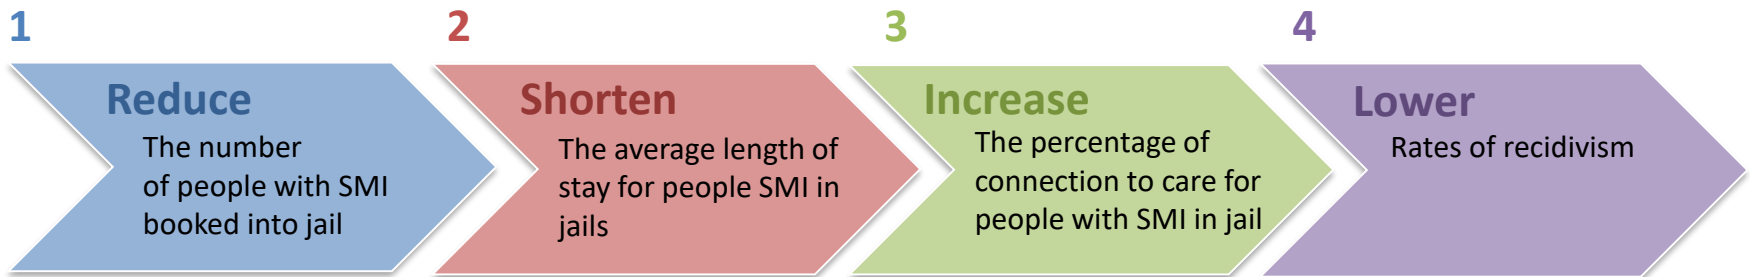 1
Reduce
The number
of people with SMI
booked into jail
2
Shorten
The average length of
stay for people SMI in
jails
3
Increase
The percentage of
connection to care for
people with SMI in jail
4
Lower
Rates of recidivism